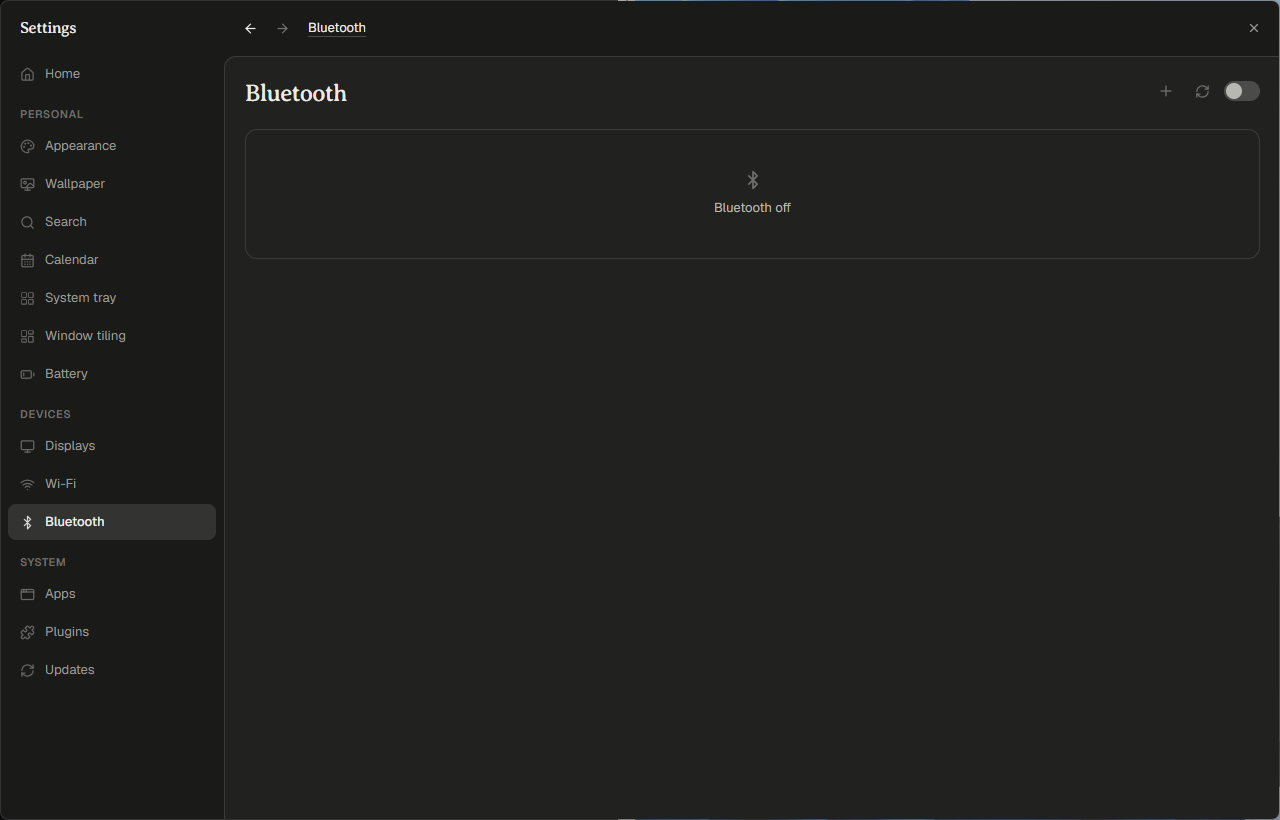 Settings
Bluetooth
Home
PERSONAL
Appearance
Wallpaper
Search
Calendar
System tray
Window tiling
Battery
DEVICES
Displays
Wi-Fi
Bluetooth
SYSTEM
Apps
Plugins
Updates
Bluetooth
Bluetooth off